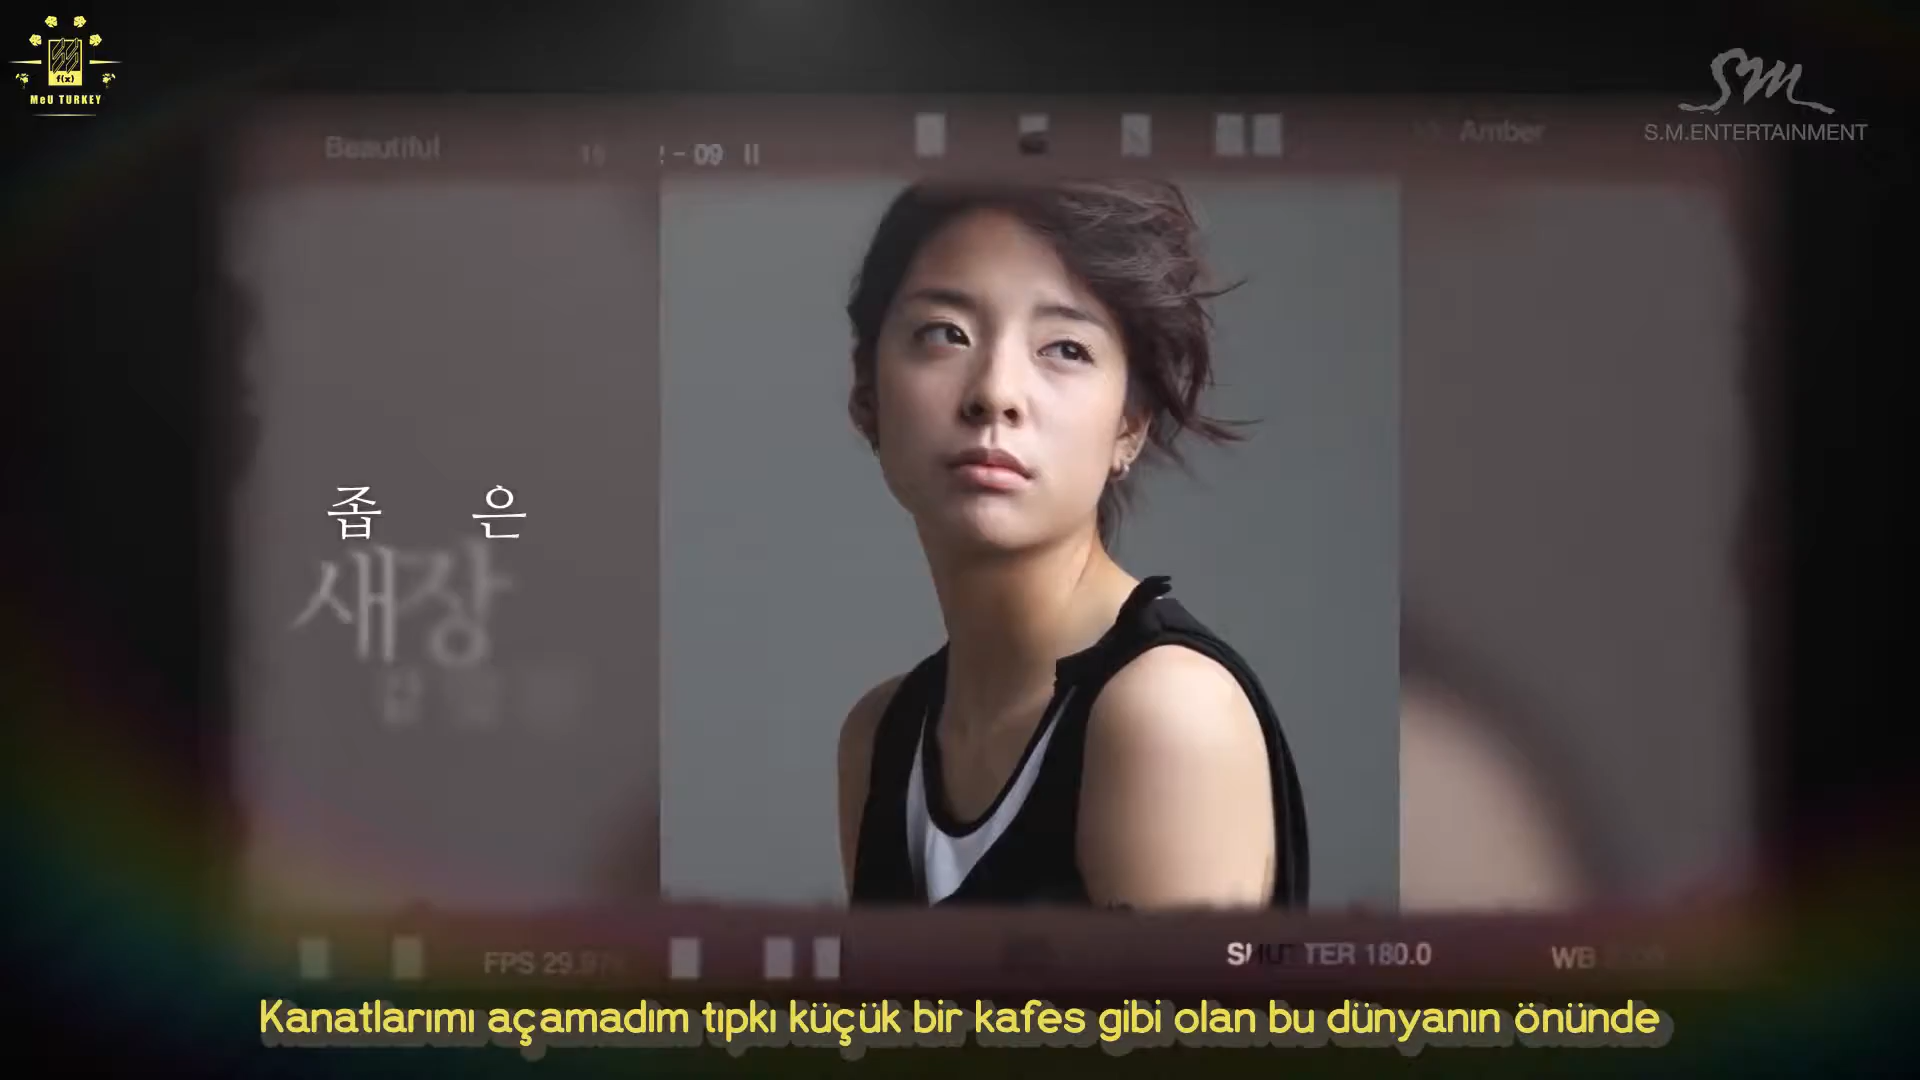 f(x)
MeU TURKEY
Beautiful
- 09
Amber
S.M.ENTERTAINMENT
좁 은
새장
FPS 29.97
TER 180.0
WB
Kanatlarımı açamadım tıpkı küçük bir kafes gibi olan bu dünyanın önünde